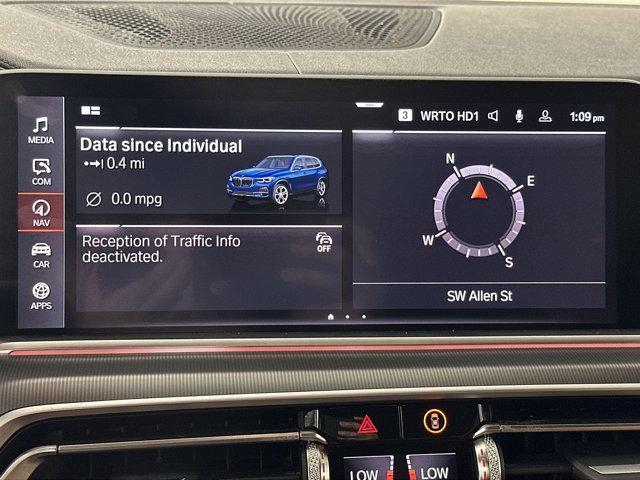 3 WRTO HD1 1:09 pm
MEDIA
COM
NAV
CAR
APPS
Data since Individual
0.4 mi
0.0 mpg
Reception of Traffic Info
deactivated.
OFF
N
E
W
S
SW Allen St
LOW
LOW